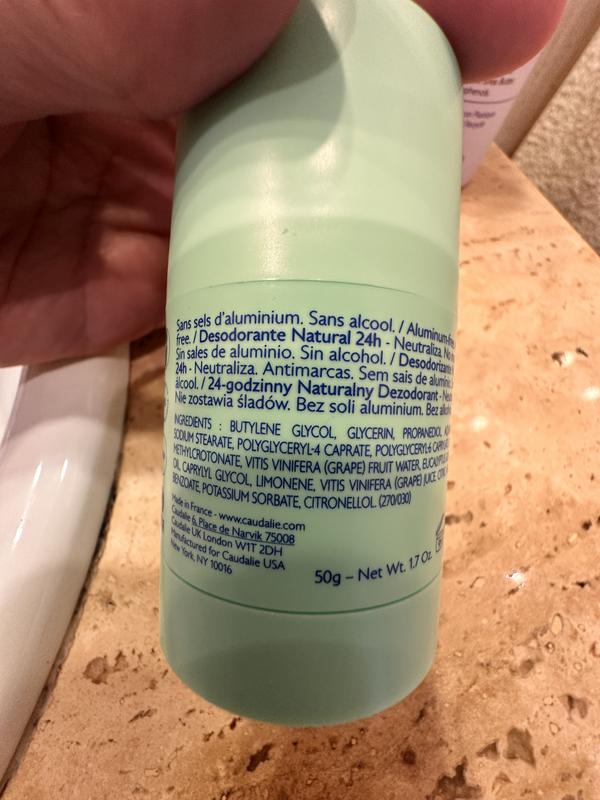 Sans sels d'aluminium. Sans alcool. / Aluminum-
free. / Desodorante Natural 24h - Neutraliza. No
Sin sales de aluminio. Sin alcohol. / Desodorizante
24h - Neutraliza. Antimarcas. Sem sais de alumínio.
álcool. / 24-godzinny Naturalny Dezodorant -
Nie zostawia śladów. Bez soli aluminium. Bez
INGREDIENTS : BUTYLENE GLYCOL, GLYCERIN, PROPANEDIOL,
SODIUM STEARATE, POLYGLYCERYL-4 CAPRATE, POLYGLYCERYL-6
METHYLCROTONATE, VITIS VINIFERA (GRAPE) FRUIT WATER, EUCALYPTUS
OIL, CAPRYLYL GLYCOL, LIMONENE, VITIS VINIFERA (GRAPE) JUICE,
BENZOATE, POTASSIUM SORBATE, CITRONELLOL. (270/030)
Made in France - www.caudalie.com
Caudalie 6, Place de Narvik 75008
Caudalie UK London W1T 2DH
Manufactured for Caudalie USA
New York, NY 10016
50g – Net Wt. 1.7 Oz.